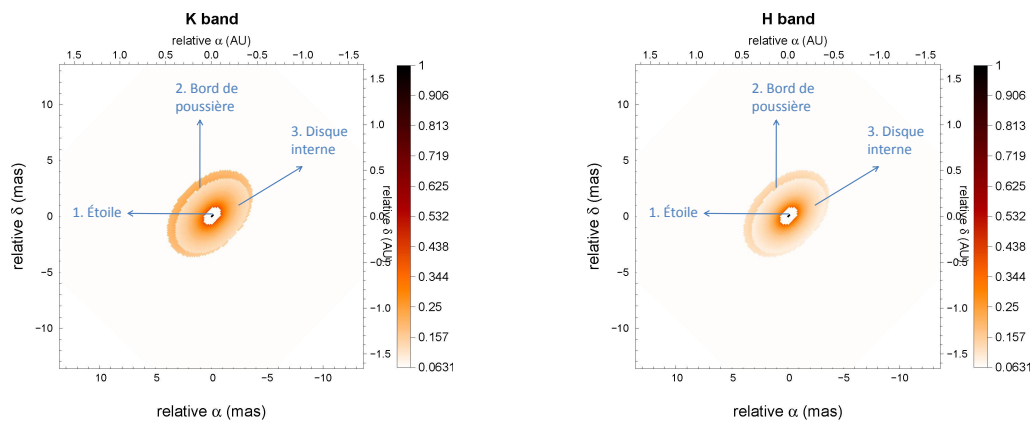 K band
relative α (AU)
1.5 1.0 0.5 0.0 −0.5 −1.0 −1.5
2. Bord de
poussière
3. Disque
interne
1. Étoile
10
5
0
−5
−10
relative δ (mas)
1.5
1.0
0.5
0.0
−0.5
−1.0
−1.5
relative δ (AU)
10 5 0 −5 −10
relative α (mas)
1
0.906
0.813
0.719
0.625
0.532
0.438
0.344
0.25
0.157
0.0631
H band
relative α (AU)
1.5 1.0 0.5 0.0 −0.5 −1.0 −1.5
2. Bord de
poussière
3. Disque
interne
1. Étoile
10
5
0
−5
−10
relative δ (mas)
1.5
1.0
0.5
0.0
−0.5
−1.0
−1.5
relative δ (AU)
10 5 0 −5 −10
relative α (mas)
1
0.906
0.813
0.719
0.625
0.532
0.438
0.344
0.25
0.157
0.0631